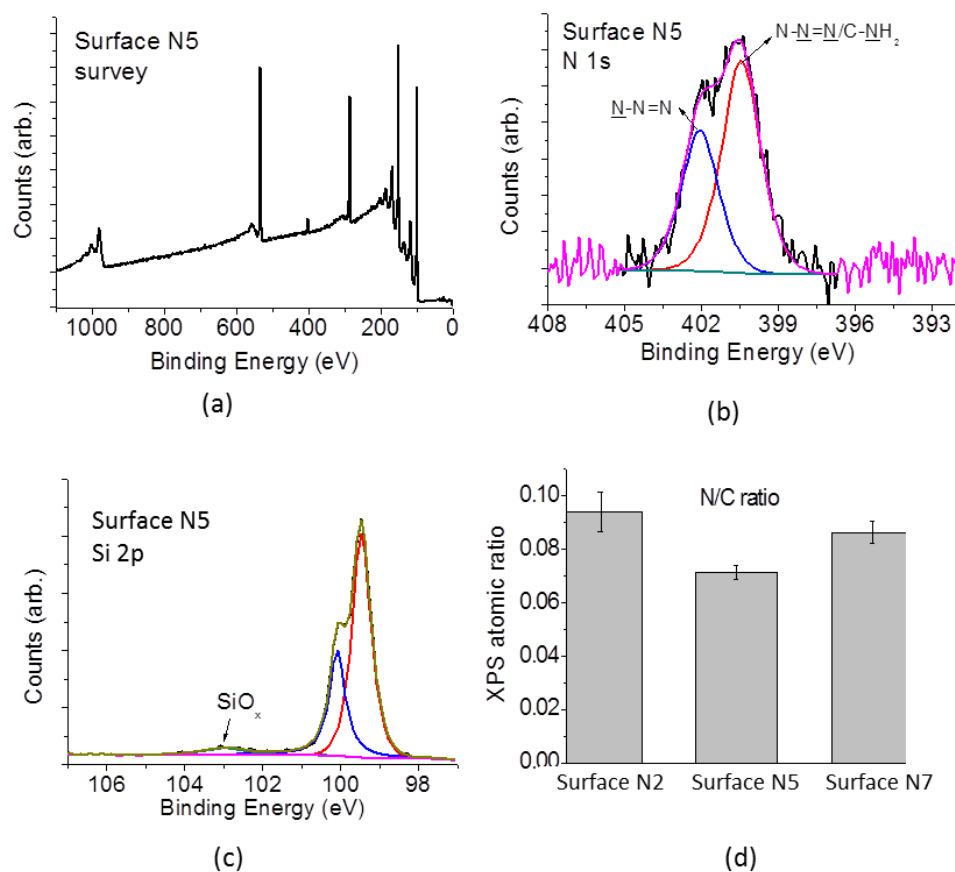 Surface N5
survey
Counts (arb.)
1000 800 600 400 200 0
Binding Energy (eV)
(a)
Surface N5
N 1s
N-N=N/C-NH₂
N-N=N
Counts (arb.)
408 405 402 399 396 393
Binding Energy (eV)
(b)
Surface N5
Si 2p
SiOₓ
Counts (arb.)
106 104 102 100 98
Binding Energy (eV)
(c)
N/C ratio
XPS atomic ratio
0.10
0.08
0.06
0.04
0.02
0.00
Surface N2 Surface N5 Surface N7
(d)